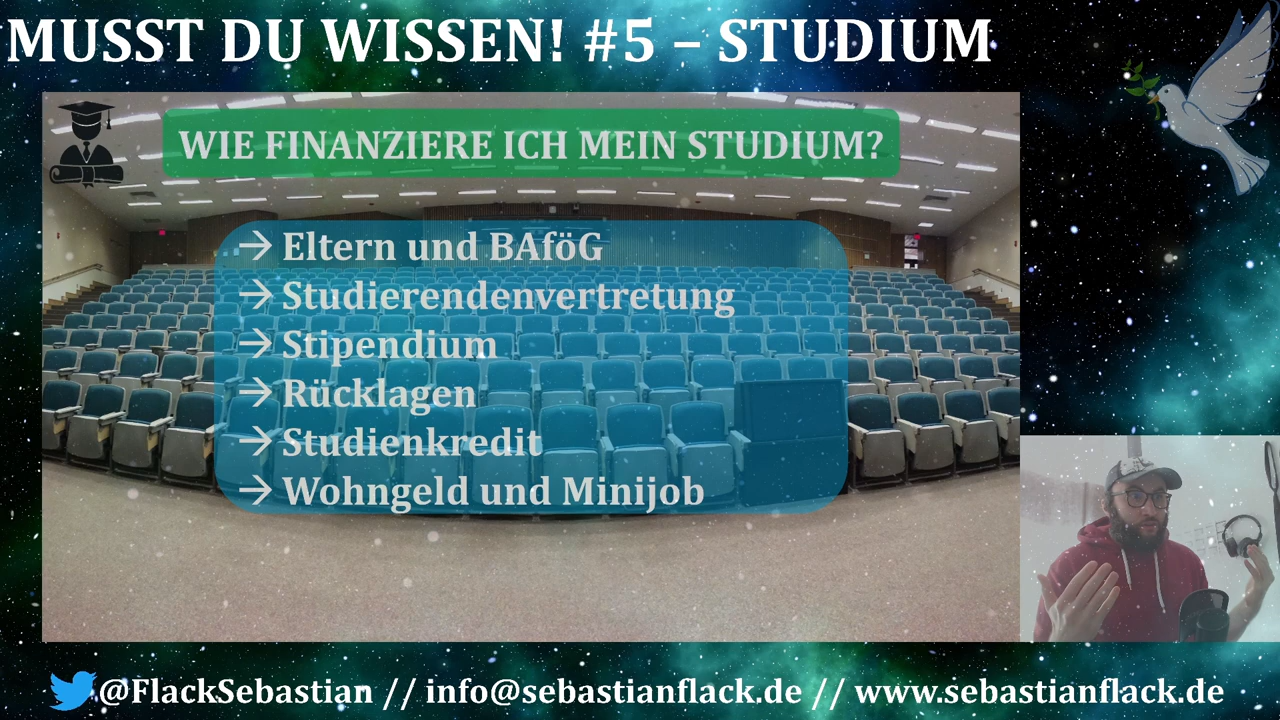 MUSST DU WISSEN! #5 – STUDIUM
WIE FINANZIERE ICH MEIN STUDIUM?
→ Eltern und BAföG
→ Studierendenvertretung
→ Stipendium
→ Rücklagen
→ Studienkredit
→ Wohngeld und Minijob
@FlackSebastian // info@sebastianflack.de // www.sebastianflack.de